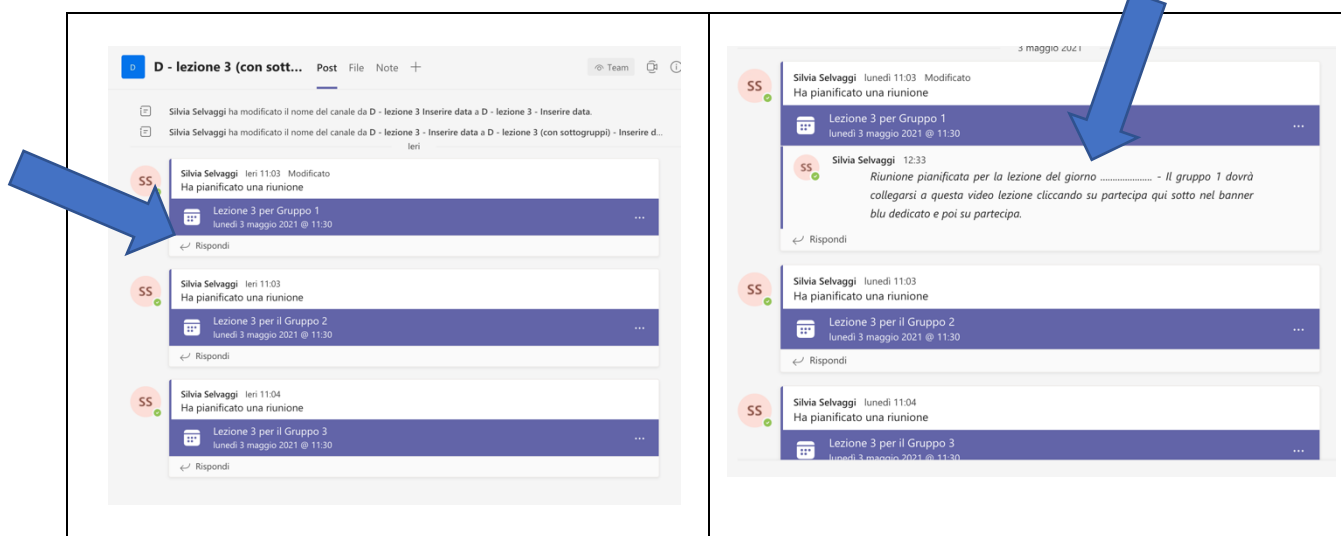 D
D - lezione 3 (con sott... Post File Note +
Team
Silvia Selvaggi ha modificato il nome del canale da D - lezione 3 Inserire data a D - lezione 3 - Inserire data.
Silvia Selvaggi ha modificato il nome del canale da D - lezione 3 - Inserire data a D - lezione 3 (con sottogruppi) - Inserire d...
Ieri
SS
Silvia Selvaggi Ieri 11:03 Modificato
Ha pianificato una riunione
Lezione 3 per Gruppo 1
lunedì 3 maggio 2021 @ 11:30
Rispondi
SS
Silvia Selvaggi Ieri 11:03
Ha pianificato una riunione
Lezione 3 per il Gruppo 2
lunedì 3 maggio 2021 @ 11:30
Rispondi
SS
Silvia Selvaggi Ieri 11:04
Ha pianificato una riunione
Lezione 3 per il Gruppo 3
lunedì 3 maggio 2021 @ 11:30
Rispondi
3 maggio 2021
SS
Silvia Selvaggi lunedì 11:03 Modificato
Ha pianificato una riunione
Lezione 3 per Gruppo 1
lunedì 3 maggio 2021 @ 11:30
SS
Silvia Selvaggi 12:33
Riunione pianificata per la lezione del giorno .................... - Il gruppo 1 dovrà
collegarsi a questa video lezione cliccando su partecipa qui sotto nel banner
blu dedicato e poi su partecipa.
Rispondi
SS
Silvia Selvaggi lunedì 11:03
Ha pianificato una riunione
Lezione 3 per il Gruppo 2
lunedì 3 maggio 2021 @ 11:30
Rispondi
SS
Silvia Selvaggi lunedì 11:04
Ha pianificato una riunione
Lezione 3 per il Gruppo 3
lunedì 3 maggio 2021 @ 11:30